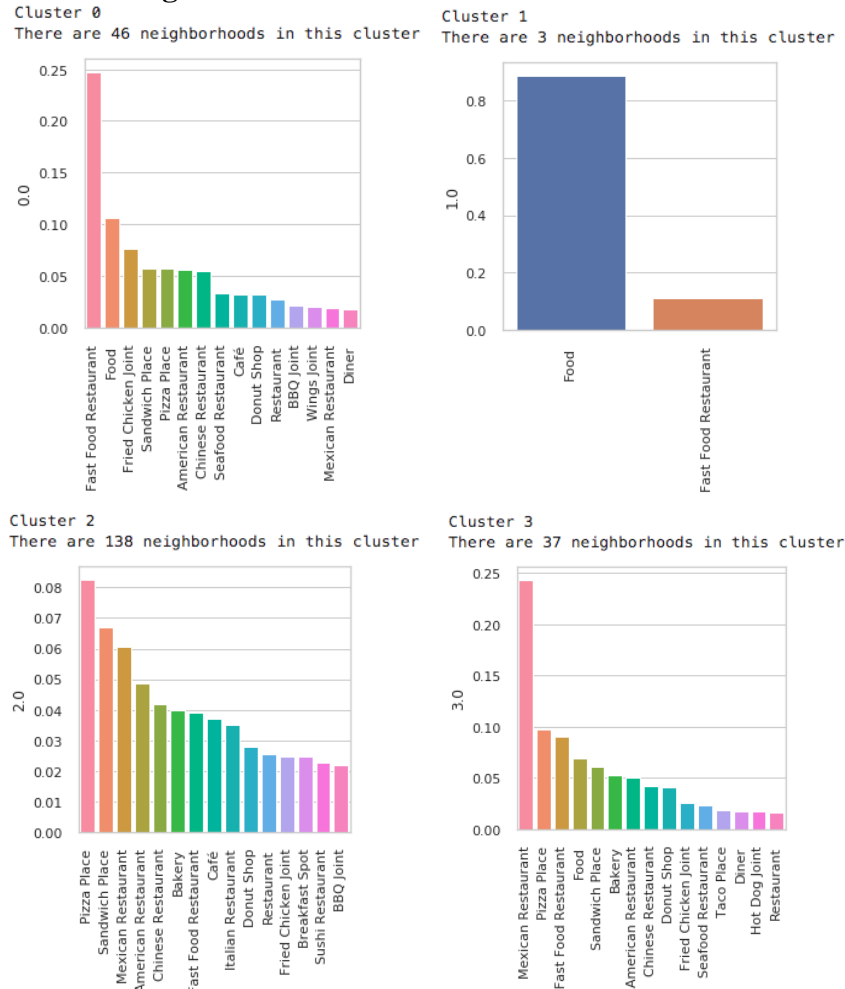 Cluster 0
There are 46 neighborhoods in this cluster
0.25
0.20
0.15
0.10
0.05
0.00
0.0
Fast Food Restaurant
Food
Fried Chicken Joint
Sandwich Place
Pizza Place
American Restaurant
Chinese Restaurant
Seafood Restaurant
Café
Donut Shop
Restaurant
BBQ Joint
Wings Joint
Mexican Restaurant
Diner
Cluster 1
There are 3 neighborhoods in this cluster
0.8
0.6
0.4
0.2
0.0
1.0
Food
Fast Food Restaurant
Cluster 2
There are 138 neighborhoods in this cluster
0.08
0.07
0.06
0.05
0.04
0.03
0.02
0.01
0.00
2.0
Pizza Place
Sandwich Place
Mexican Restaurant
American Restaurant
Chinese Restaurant
Bakery
Fast Food Restaurant
Café
Italian Restaurant
Donut Shop
Restaurant
Fried Chicken Joint
Breakfast Spot
Sushi Restaurant
BBQ Joint
Cluster 3
There are 37 neighborhoods in this cluster
0.25
0.20
0.15
0.10
0.05
0.00
3.0
Mexican Restaurant
Pizza Place
Fast Food Restaurant
Food
Sandwich Place
Bakery
American Restaurant
Chinese Restaurant
Donut Shop
Fried Chicken Joint
Seafood Restaurant
Taco Place
Diner
Hot Dog Joint
Restaurant